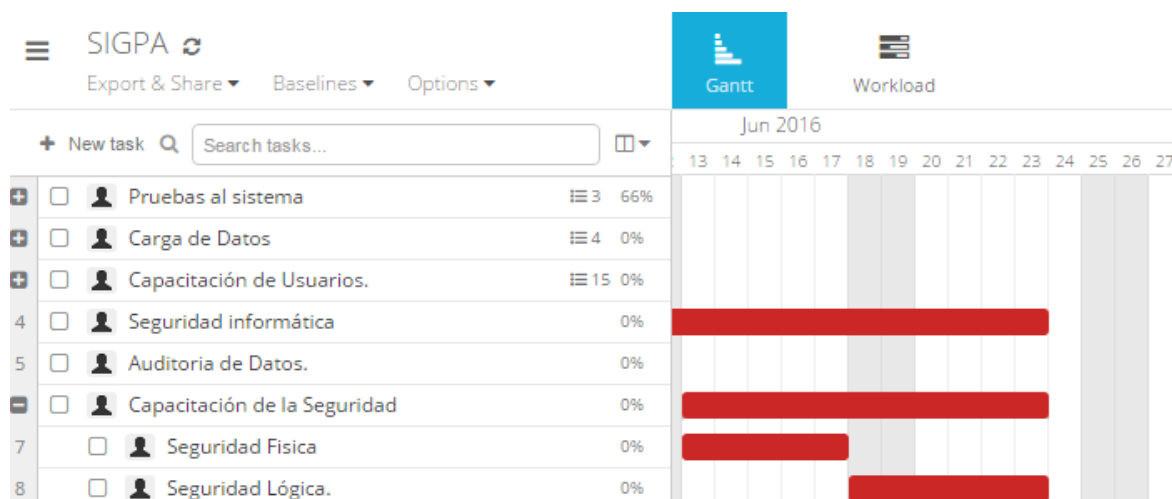 SIGPA
Export & Share Baselines Options
Gantt
Workload
New task Search tasks...
Jun 2016
13 14 15 16 17 18 19 20 21 22 23 24 25 26 27
Pruebas al sistema 3 66%
Carga de Datos 4 0%
Capacitación de Usuarios. 15 0%
4 Seguridad informática 0%
5 Auditoria de Datos. 0%
Capacitación de la Seguridad 0%
7 Seguridad Fisica 0%
8 Seguridad Lógica. 0%